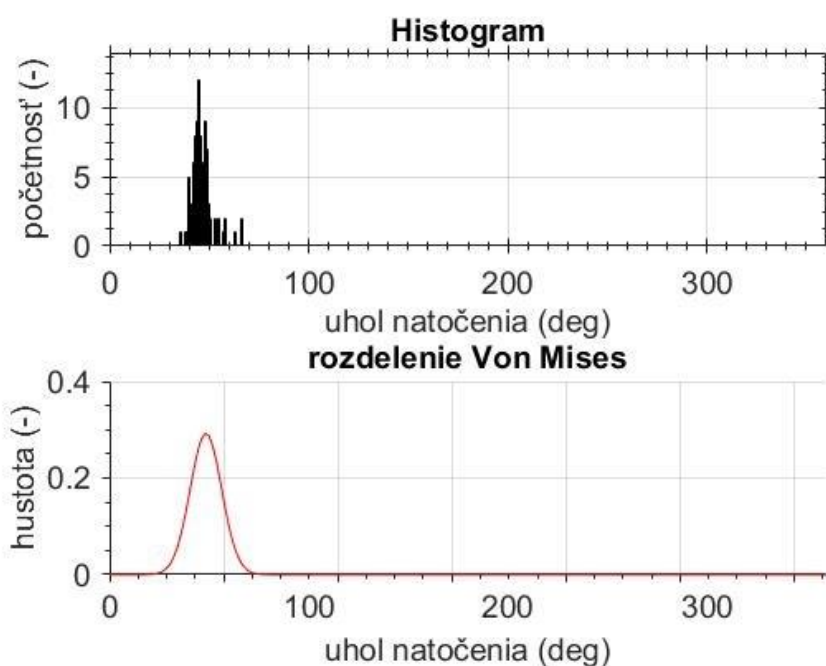 Histogram
početnosť (-)
10
5
0
0 100 200 300
uhol natočenia (deg)
rozdelenie Von Mises
hustota (-)
0.4
0.2
0
0 100 200 300
uhol natočenia (deg)